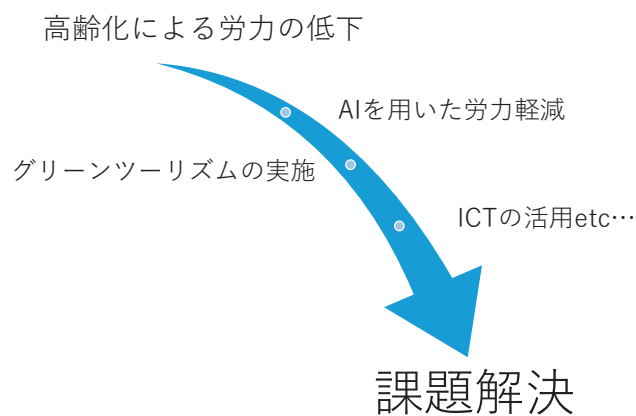 高齢化による労力の低下
AIを用いた労力軽減
グリーンツーリズムの実施
ICTの活用etc…
課題解決